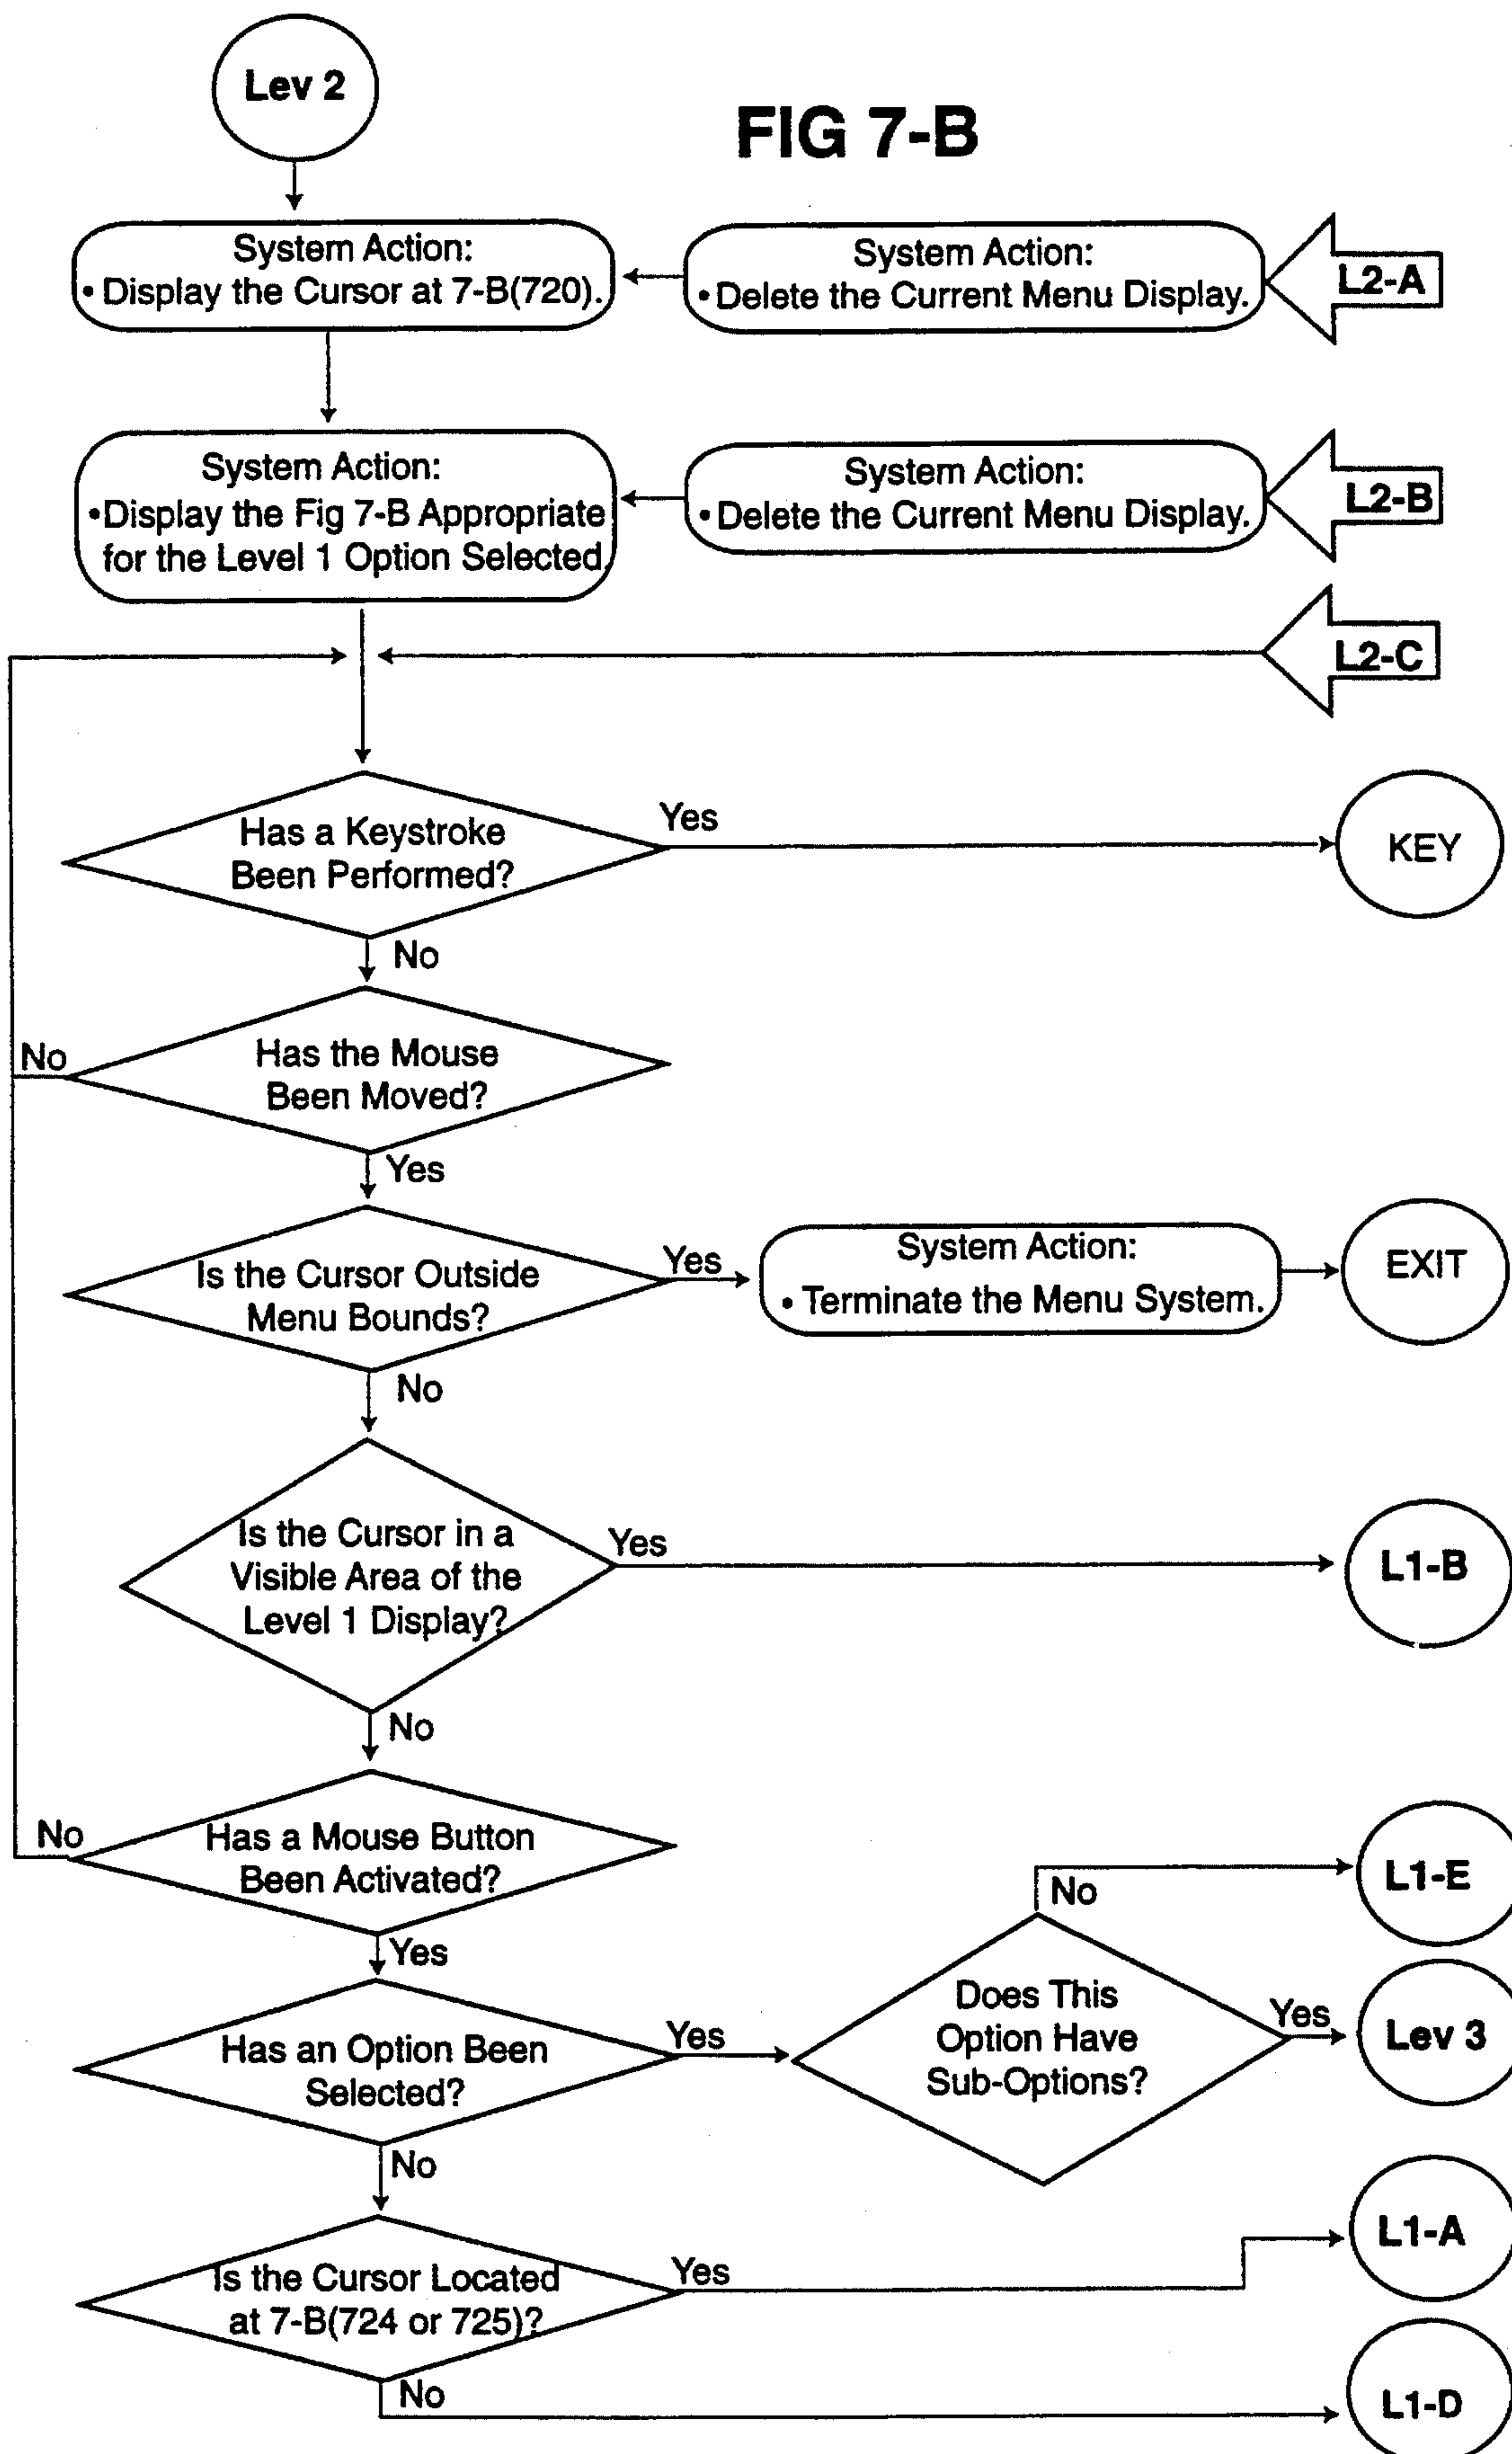 Lev 2
FIG 7-B
System Action:
• Display the Cursor at 7-B(720).
System Action:
• Delete the Current Menu Display.
L2-A
System Action:
• Display the Fig 7-B Appropriate
for the Level 1 Option Selected.
System Action:
• Delete the Current Menu Display.
L2-B
L2-C
Has a Keystroke
Been Performed?
Yes
KEY
No
Has the Mouse
Been Moved?
No
Yes
Is the Cursor Outside
Menu Bounds?
Yes
System Action:
• Terminate the Menu System.
EXIT
No
Is the Cursor in a
Visible Area of the
Level 1 Display?
Yes
L1-B
No
Has a Mouse Button
Been Activated?
No
Yes
Has an Option Been
Selected?
Yes
Does This
Option Have
Sub-Options?
No
L1-E
Yes
Lev 3
No
Is the Cursor Located
at 7-B(724 or 725)?
Yes
L1-A
No
L1-D